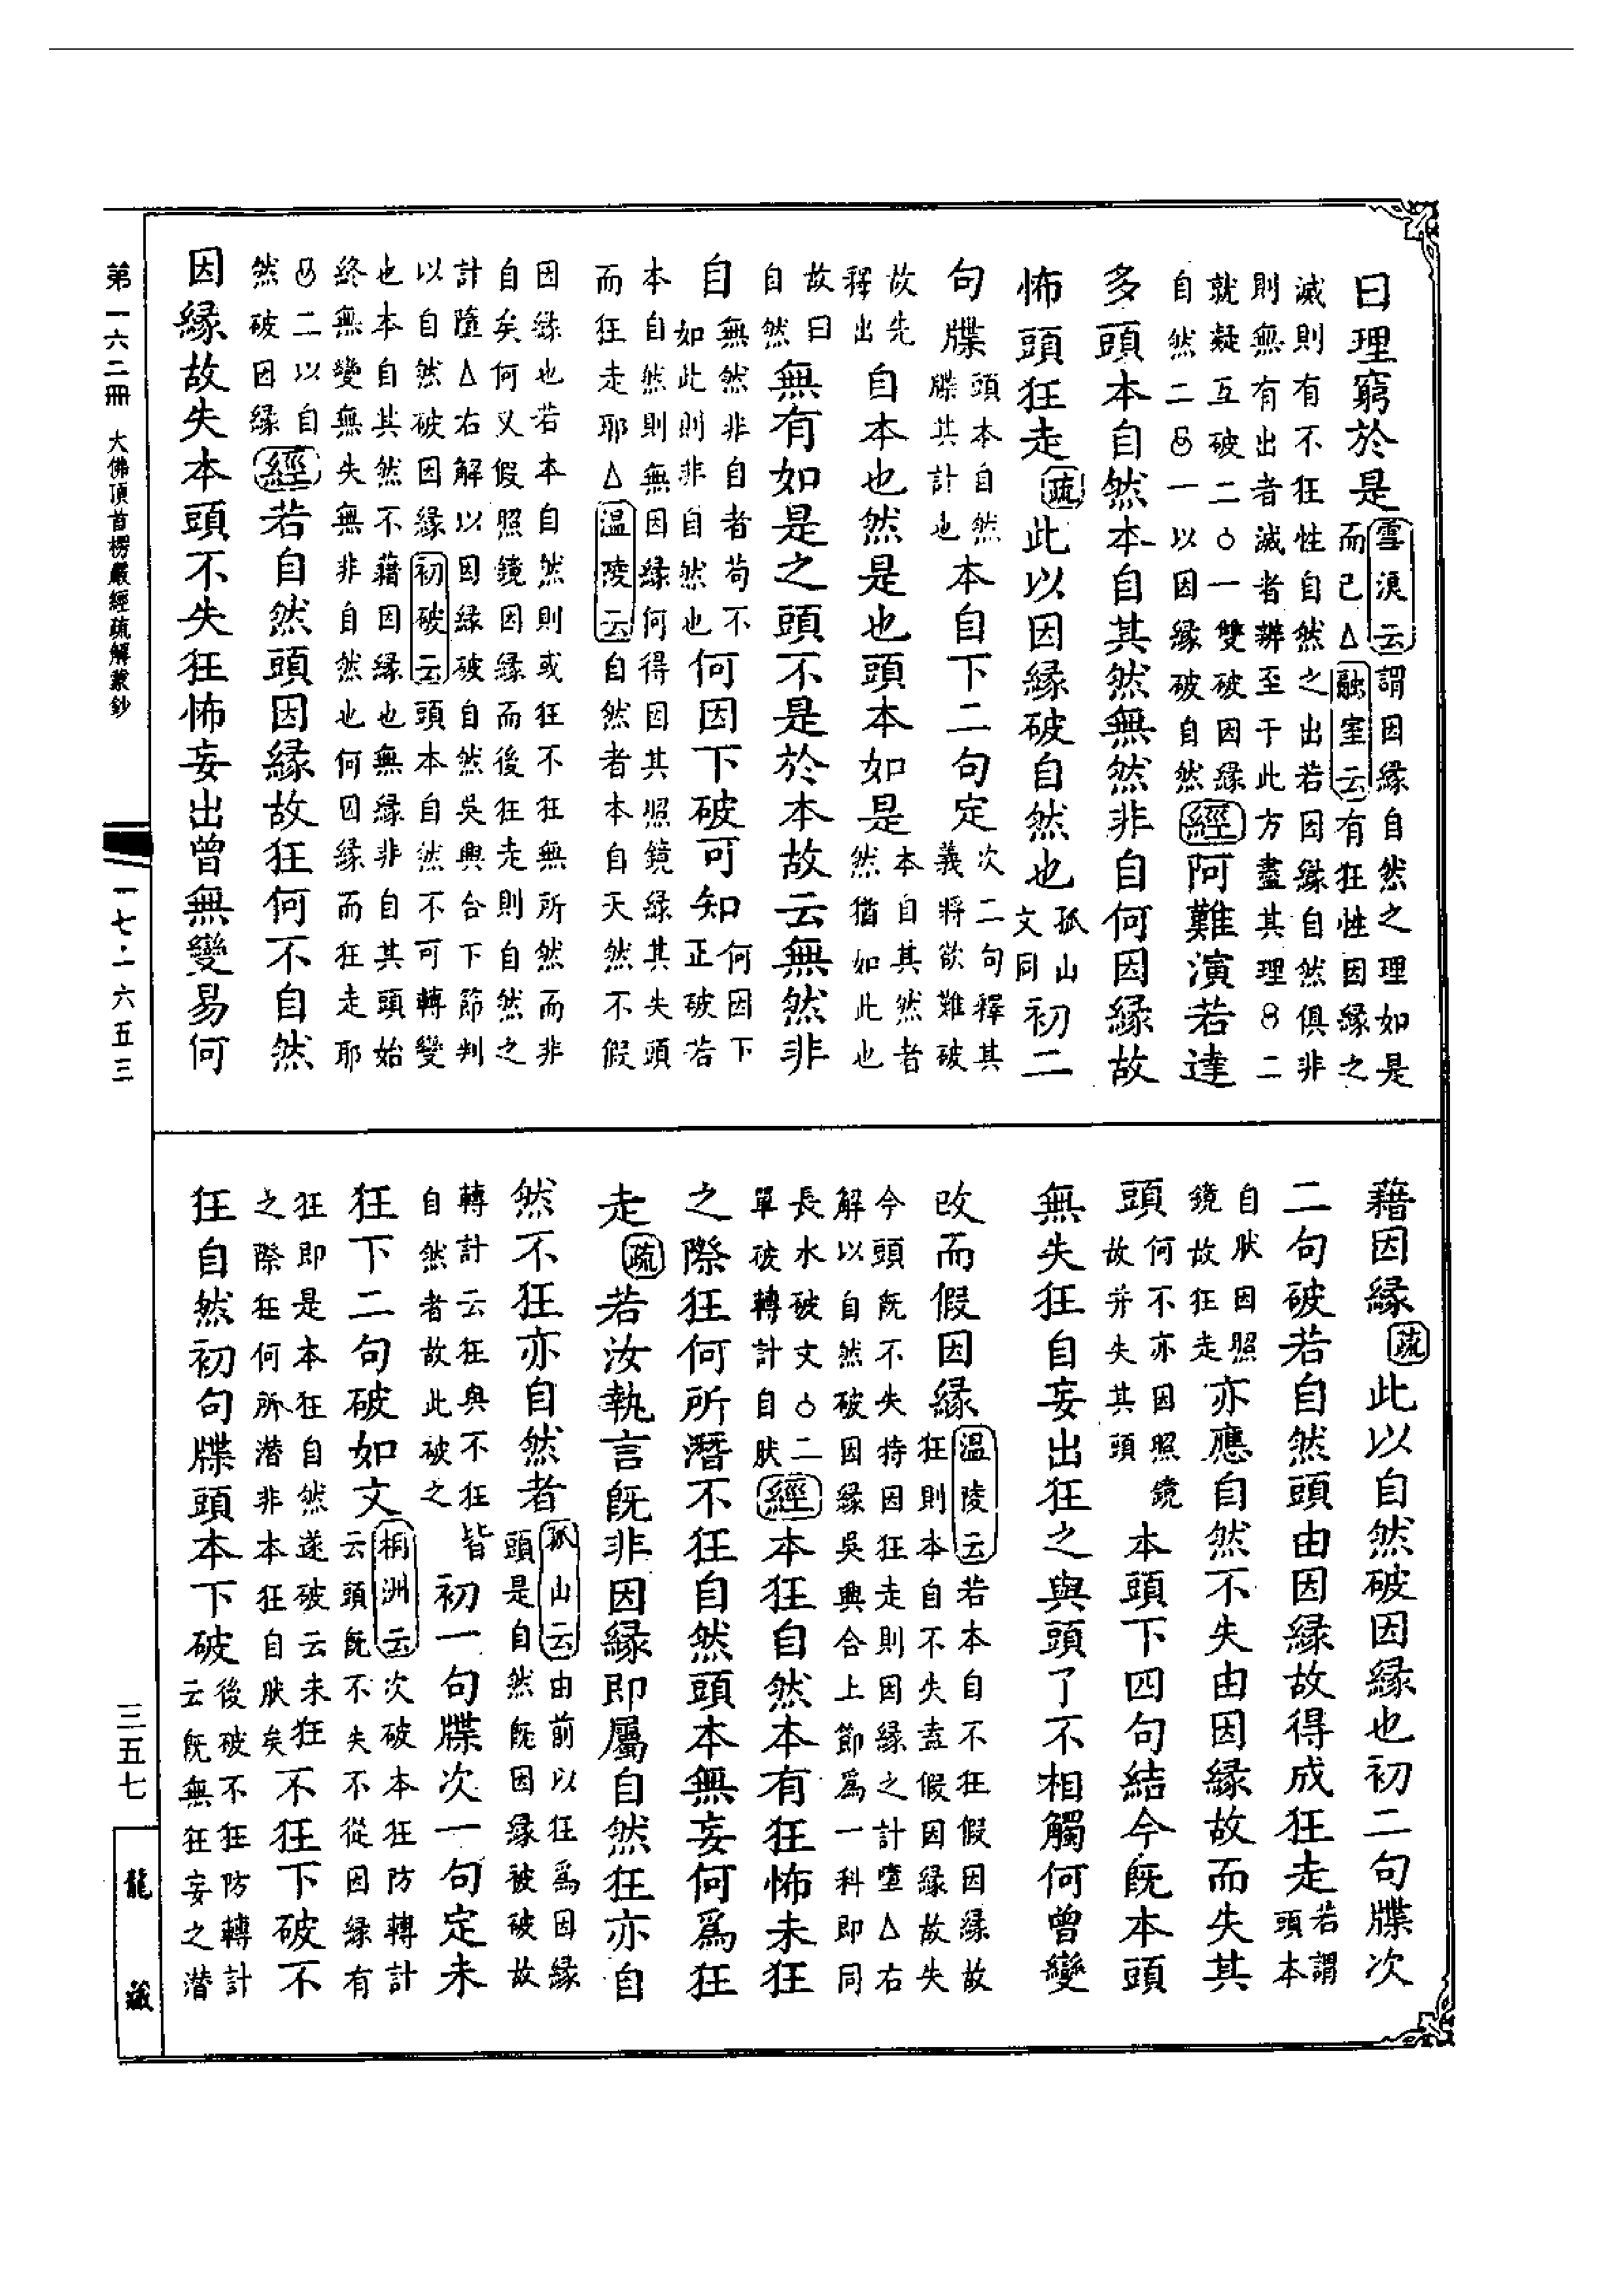 曰理窮於是雪浪云謂因緣自然之理如是而已△融室云有狂性因緣之
滅則有不狂性自然之出若因緣自然俱非則無有出者滅者辨至于此方盡其理8二
就疑互破二○一雙破因緣自然二8一以因緣破自然經阿難演若達
多頭本自然本自其然無然非自何因緣故
怖頭狂走疏此以因緣破自然也孤山文同初二
句牒頭本自然牒其計也本自下二句定次二句釋其義將欲難破
故先釋出自本也然是也頭本如是本自其然者然猶如此也
故曰自然無有如是之頭不是於本故云無然非
自無然非自者苟不如此則非自然也何因下破可知何因下正破若
本自然則無因緣何得因其照鏡緣其失頭而狂走耶△溫陵云自然者本自天然不假
因緣也若本自然則或狂不狂無所然而非自矣何又假照鏡因緣而後狂走則自然之
計墮△右解以因緣破自然吳興合下節判以自然破因緣初破云頭本自然不可轉變
也本自其然不藉因緣也無緣非自其頭始終無變無失無非自然也何因緣而狂走耶
8二以自然破因緣經若自然頭因緣故狂何不自然
因緣故失本頭不失狂怖妄出曾無變易何
藉因緣疏此以自然破因緣也初二句牒次
二句破若自然頭由因緣故得成狂走若謂頭本
自肰因照鏡故狂走亦應自然不失由因緣故而失其
頭何不亦因照鏡故并失其頭本頭下四句結今既本頭
無失狂自妄出狂之與頭了不相觸何曾變
改而假因緣溫陵云若本自不狂假因緣故狂則本自不失盍假因緣故失
今頭既不失特因狂走則因緣之計墮△右解以自然破因緣吳興合上節爲一科即同
長水破文○二單破轉計自肰經本狂自然本有狂怖未狂
之際狂何所潛不狂自然頭本無妄何爲狂
走疏若汝執言既非因緣即屬自然狂亦自
然不狂亦自然者孤山云由前以狂爲因緣頭是自然既因緣被破故
轉計云狂與不狂皆自然者故此破之初一句牒次一句定未
狂下二句破如文桐洲云次破本狂防轉計云頭既不失不從因緣有
狂即是本狂自然遂破云未狂之際狂何所潛非本狂自肰矣不狂下破不
狂自然初句牒頭本下破後破不狂防轉計云既無狂妄之潛
第一六二冊 大佛頂首楞嚴經疏解蒙鈔
一七·一六五三
三五七
龍藏